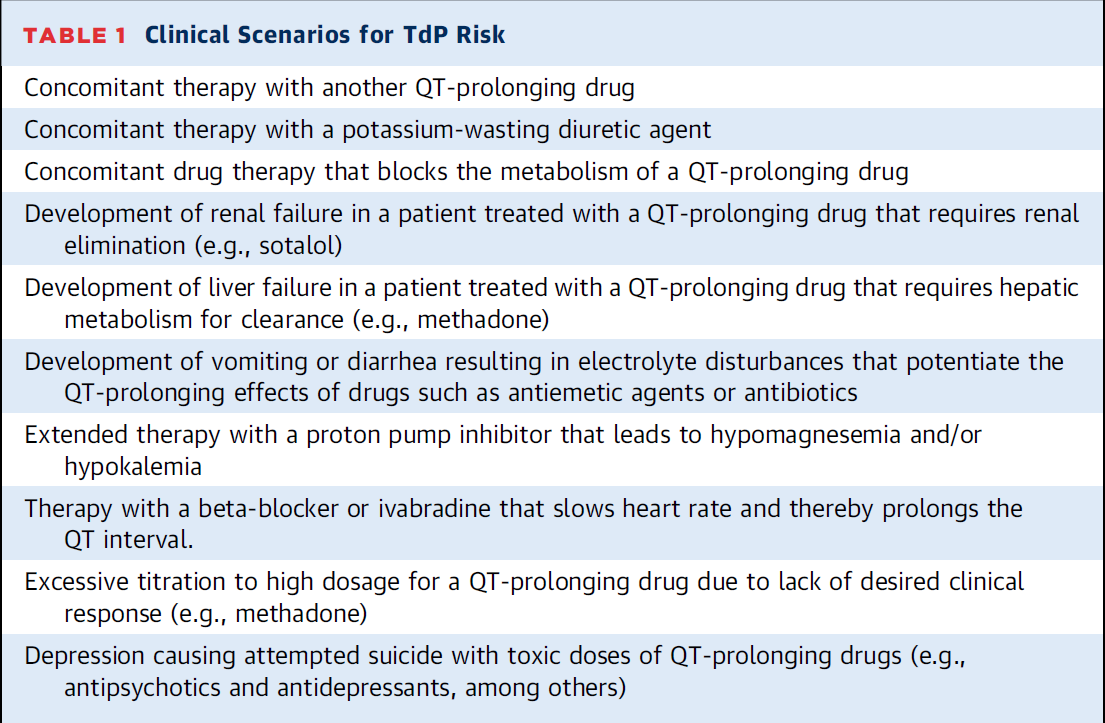 TABLE 1 Clinical Scenarios for TdP Risk
Concomitant therapy with another QT-prolonging drug
Concomitant therapy with a potassium-wasting diuretic agent
Concomitant drug therapy that blocks the metabolism of a QT-prolonging drug
Development of renal failure in a patient treated with a QT-prolonging drug that requires renal
elimination (e.g., sotalol)
Development of liver failure in a patient treated with a QT-prolonging drug that requires hepatic
metabolism for clearance (e.g., methadone)
Development of vomiting or diarrhea resulting in electrolyte disturbances that potentiate the
QT-prolonging effects of drugs such as antiemetic agents or antibiotics
Extended therapy with a proton pump inhibitor that leads to hypomagnesemia and/or
hypokalemia
Therapy with a beta-blocker or ivabradine that slows heart rate and thereby prolongs the
QT interval.
Excessive titration to high dosage for a QT-prolonging drug due to lack of desired clinical
response (e.g., methadone)
Depression causing attempted suicide with toxic doses of QT-prolonging drugs (e.g.,
antipsychotics and antidepressants, among others)